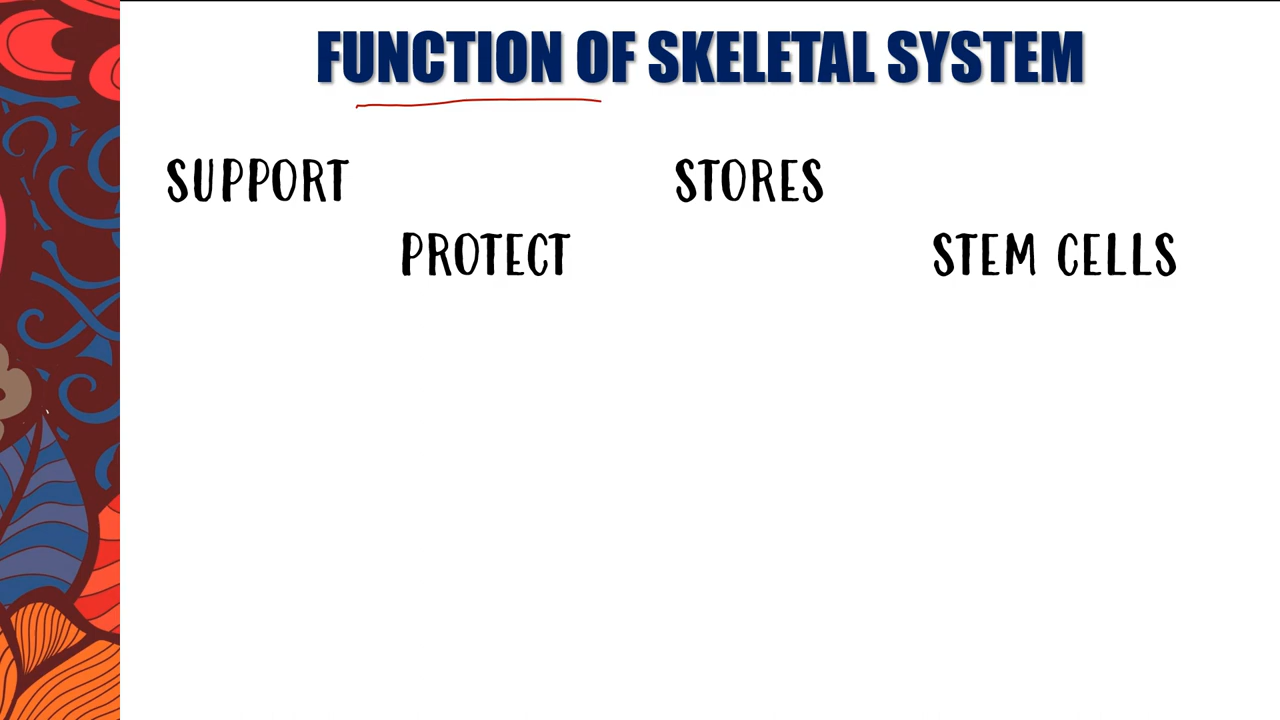 FUNCTION OF SKELETAL SYSTEM
SUPPORT
STORES
PROTECT
STEM CELLS